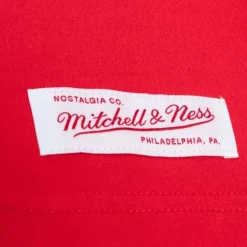 NOSTALGIA CO.
Mitchell & Ness
PHILADELPHIA, PA.